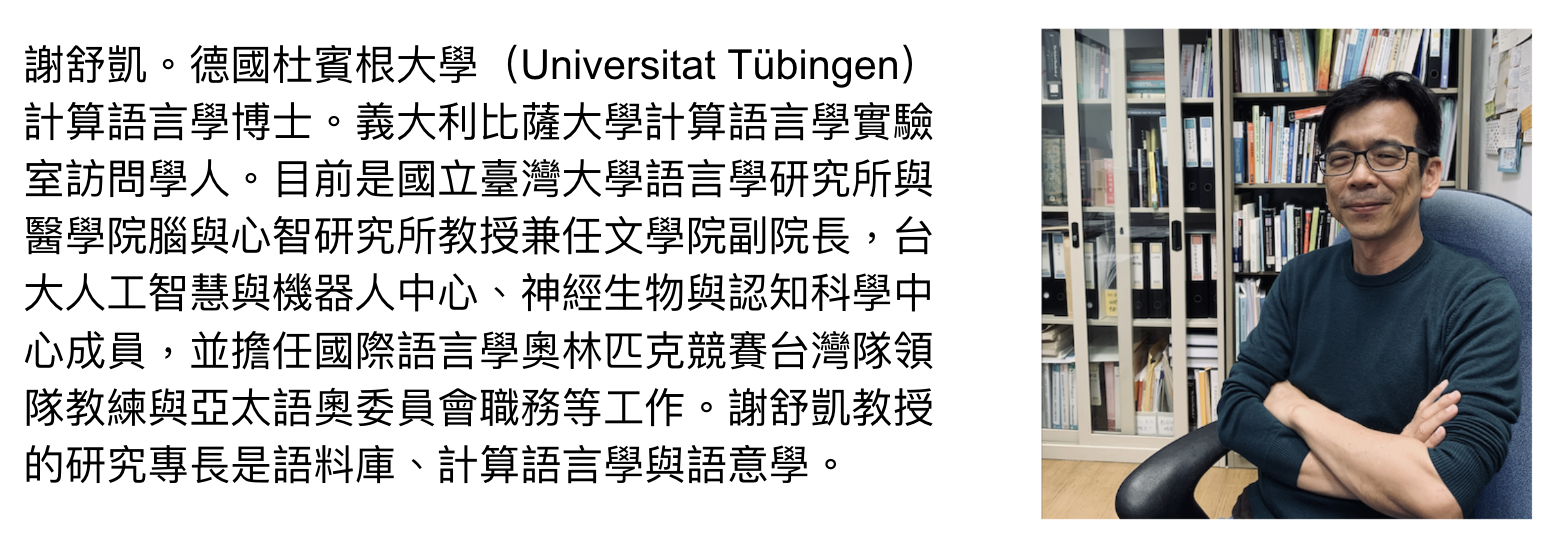 謝舒凱。德國杜賓根大學（Universitat Tübingen）
計算語言學博士。義大利比薩大學計算語言學實驗
室訪問學人。目前是國立臺灣大學語言學研究所與
醫學院腦與心智研究所教授兼任文學院副院長，台
大人工智慧與機器人中心、神經生物與認知科學中
心成員，並擔任國際語言學奧林匹克競賽台灣隊領
隊教練與亞太語奧委員會職務等工作。謝舒凱教授
的研究專長是語料庫、計算語言學與語意學。